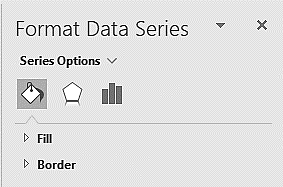 Format Data Series
Series Options
Fill
Border